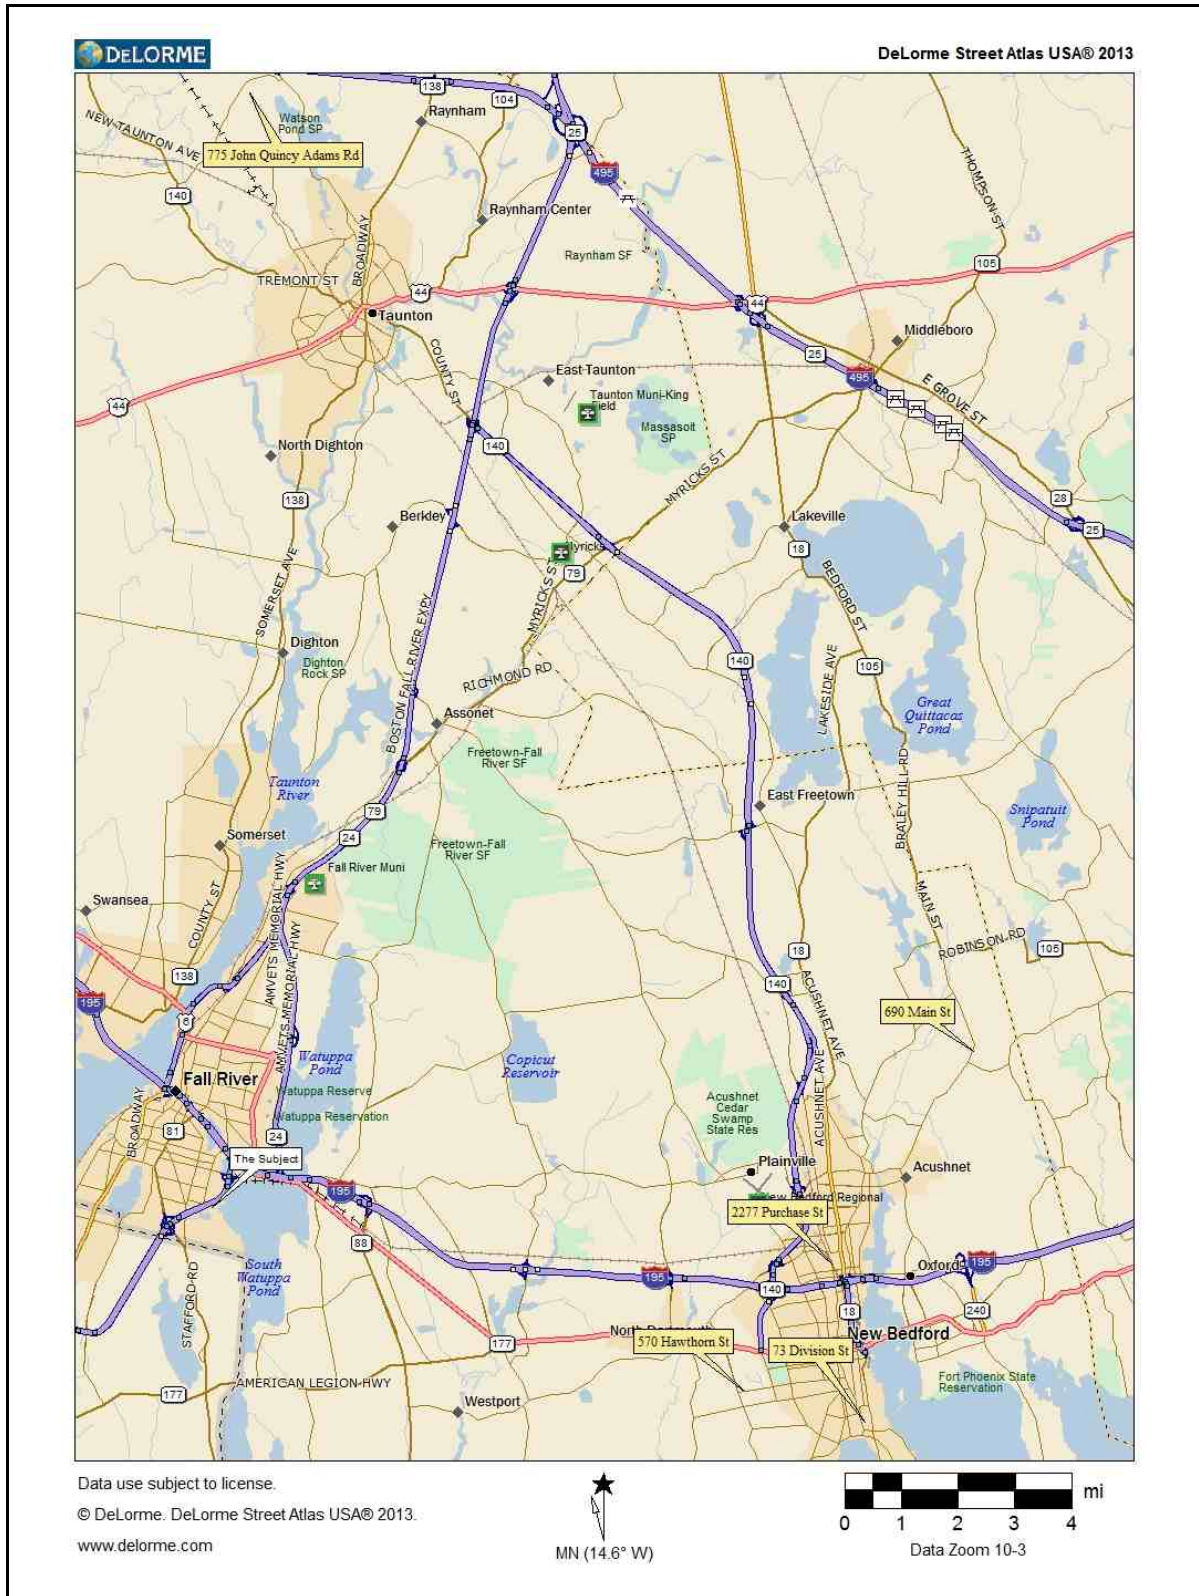 DELORME
DeLorme Street Atlas USA® 2013
138
104
Raynham
25
Watson
Pond SP
NEW TAUNTON AVE
775 John Quincy Adams Rd
495
THOMPSON ST
140
Raynham Center
BROADWAY
Raynham SF
105
TREMONT ST
44
44
Taunton
Middleboro
COUNTY ST
25
East Taunton
495
E GROVE ST
Taunton Muni-King
Field
44
Massasoit
SP
140
North Dighton
MYRICKS ST
138
28
Berkley
Lakeville
25
18
Myricks
79
SOMERSET AVE
MYRICKS ST
BEDFORD ST
BOSTON FALL RIVER EXPY
Dighton
Dighton
Rock SP
140
105
RICHMOND RD
LAKESIDE AVE
Great
Quittacas
Pond
Assonet
Freetown-Fall
River SF
Taunton
River
BRALEY HILL RD
East Freetown
79
Snipatuit
Pond
24
Somerset
Freetown-Fall
River SF
Fall River Muni
AMVETS MEMORIAL HWY
MAIN ST
Swansea
COUNTY ST
AMVETS MEMORIAL HWY
ROBINSON RD
105
18
138
140
ACUSHNET AVE
195
690 Main St
6
Watuppa
Pond
Copicut
Reservoir
Fall River
Watuppa Reserve
Acushnet
Cedar
Swamp
State Res
ACUSHNET AVE
BROADWAY
Watuppa Reservation
81
24
The Subject
Plainville
Acushnet
195
New Bedford Regional
2277 Purchase St
88
South
Watuppa
Pond
195
195
Oxford
140
STAFFORD RD
18
240
North Dartmouth
New Bedford
177
570 Hawthorn St
73 Division St
AMERICAN LEGION HWY
177
Fort Phoenix State
Reservation
Westport
Data use subject to license.
© DeLorme. DeLorme Street Atlas USA® 2013.
www.delorme.com
MN (14.6° W)
mi
0 1 2 3 4
Data Zoom 10-3